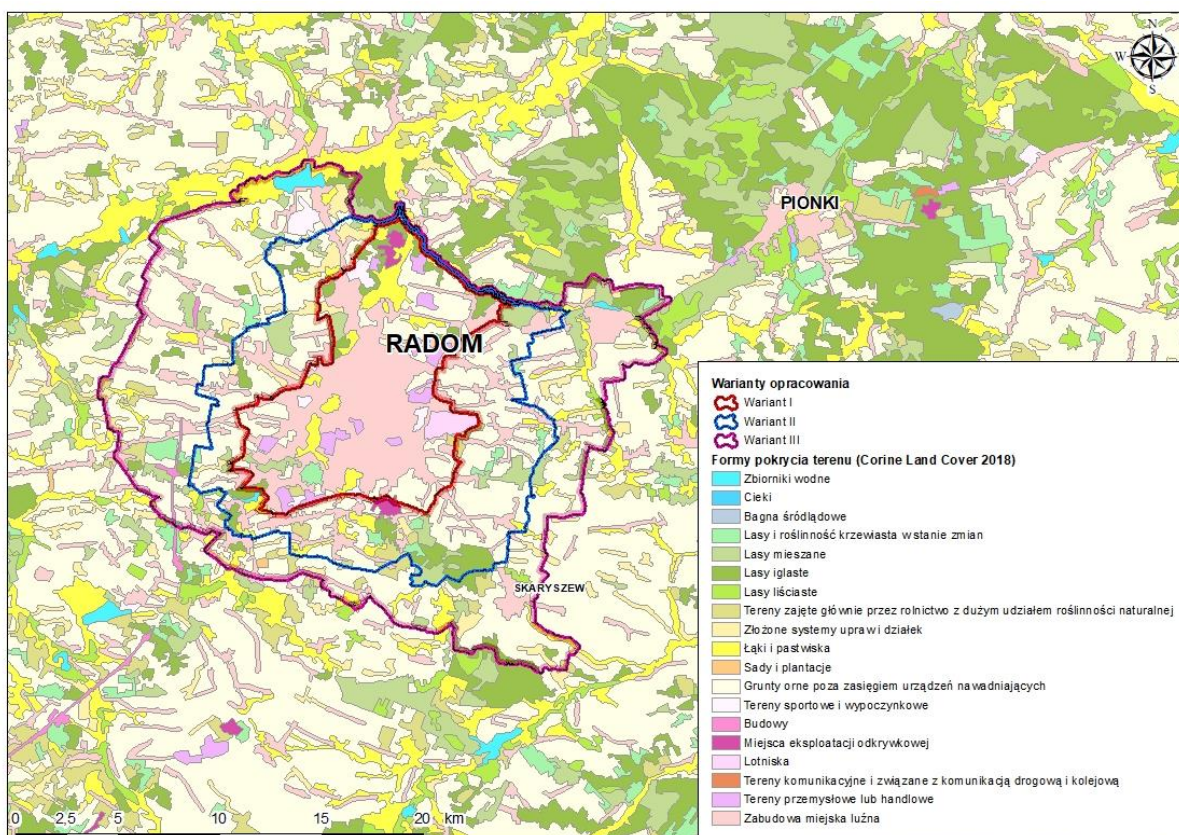 N
W
S
PIONKI
RADOM
SKARYSZEW
Warianty opracowania
Wariant I
Wariant II
Wariant III
Formy pokrycia terenu (Corine Land Cover 2018)
Zbiorniki wodne
Cieki
Bagna śródlądowe
Lasy i roślinność krzewiasta w stanie zmian
Lasy mieszane
Lasy iglaste
Lasy liściaste
Tereny zajęte głównie przez rolnictwo z dużym udziałem roślinności naturalnej
Złożone systemy upraw i działek
Łąki i pastwiska
Sady i plantacje
Grunty orne poza zasięgiem urządzeń nawadniających
Tereny sportowe i wypoczynkowe
Budowy
Miejsca eksploatacji odkrywkowej
Lotniska
Tereny komunikacyjne i związane z komunikacją drogową i kolejową
Tereny przemysłowe lub handlowe
Zabudowa miejska luźna
0 2,5 5 10 15 20 km